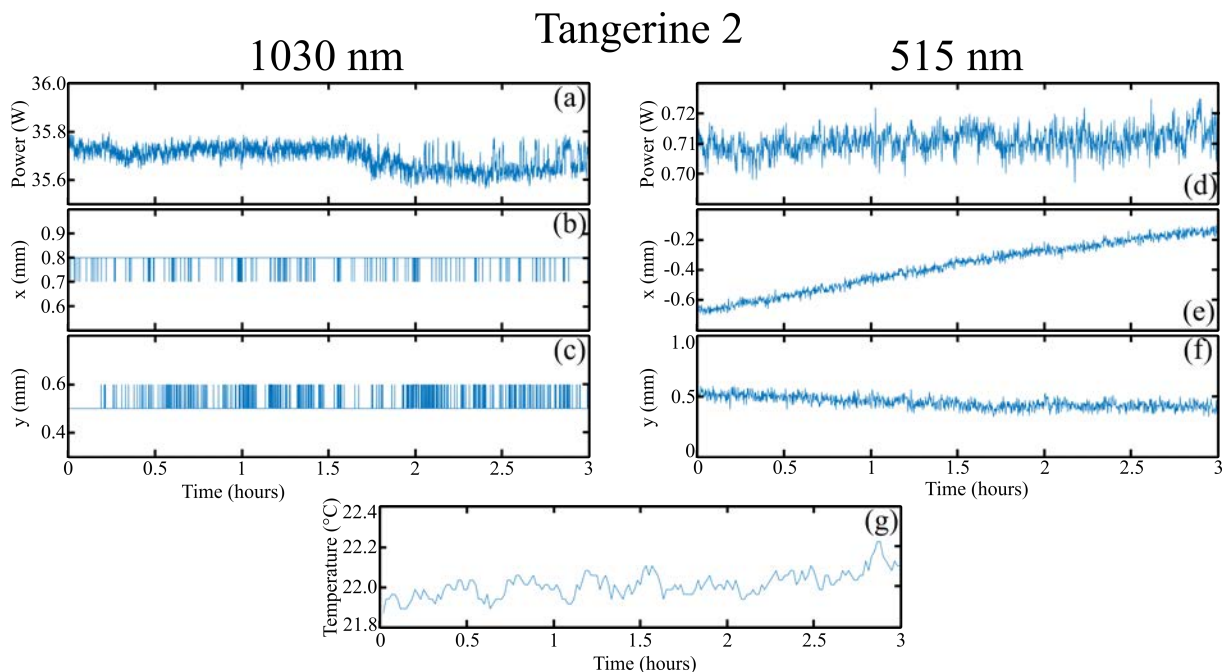 Tangerine 2
1030 nm
515 nm
36.0
35.8
35.6
Power (W)
(a)
0.9
0.8
0.7
0.6
x (mm)
(b)
0.6
0.4
y (mm)
(c)
0 0.5 1 1.5 2 2.5 3
Time (hours)
0.72
0.71
0.70
Power (W)
(d)
-0.2
-0.4
-0.6
x (mm)
(e)
1.0
0.5
0
y (mm)
(f)
0 0.5 1 1.5 2 2.5 3
Time (hours)
22.4
22.2
22.0
21.8
Temperature (°C)
(g)
0 0.5 1 1.5 2 2.5 3
Time (hours)